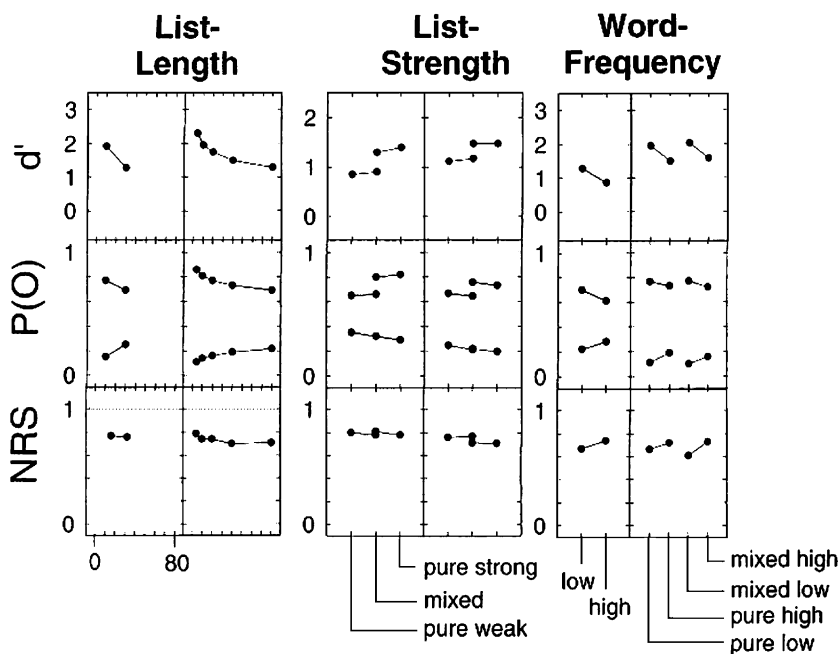 List-
Length
List-
Strength
Word-
Frequency
d'
3
2
1
0
2
1
0
3
2
1
0
P(O)
1
0
1
0
1
0
NRS
1
0
1
0
1
0
0
80
pure strong
mixed
pure weak
low
high
mixed high
mixed low
pure high
pure low